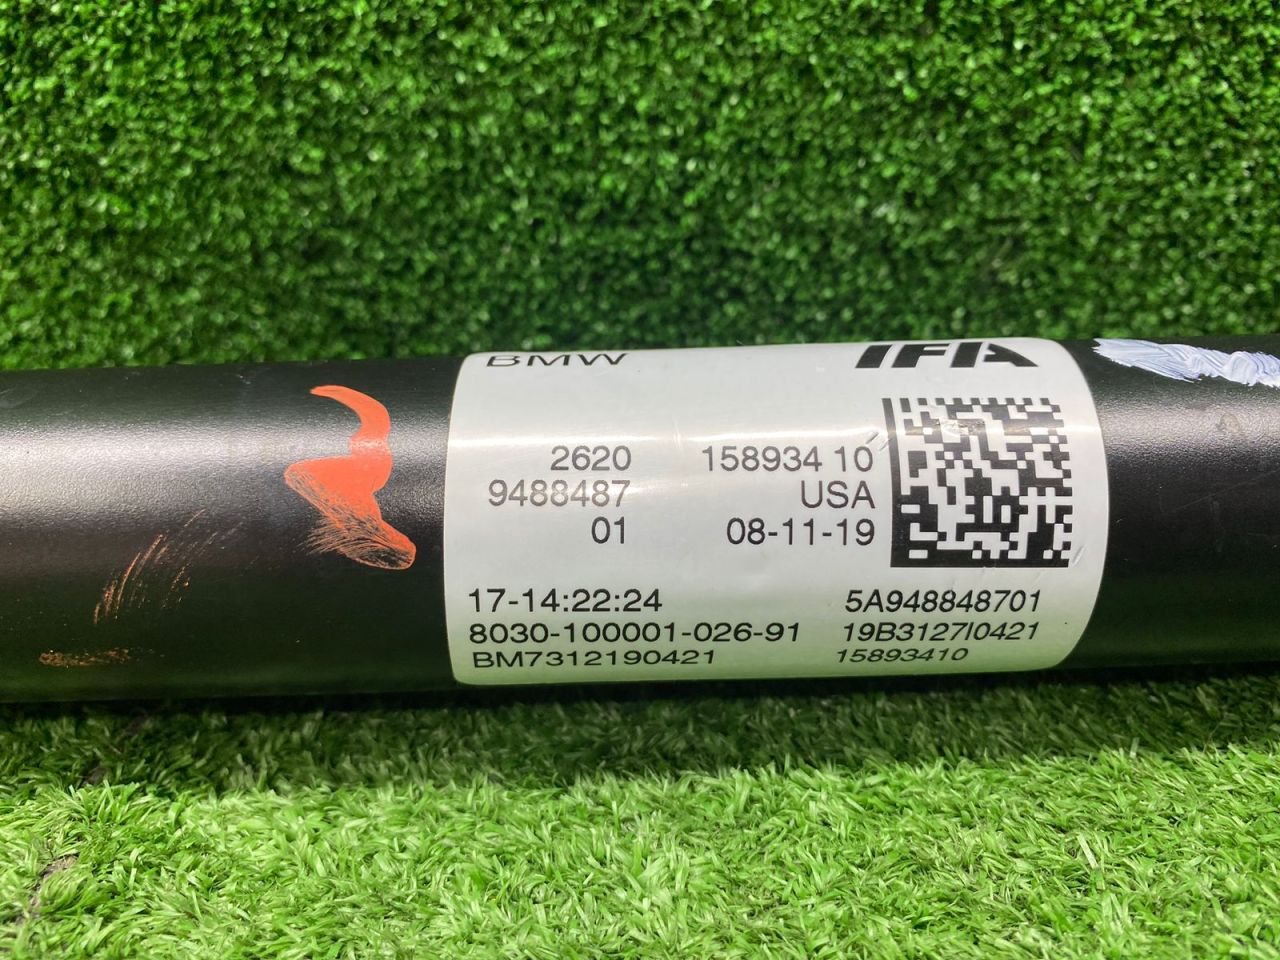 BMW IFA
2620 158934 10
9488487 USA
01 08-11-19
17-14:22:24 5A948848701
8030-100001-026-91 19B3127I0421
BM7312190421 15893410